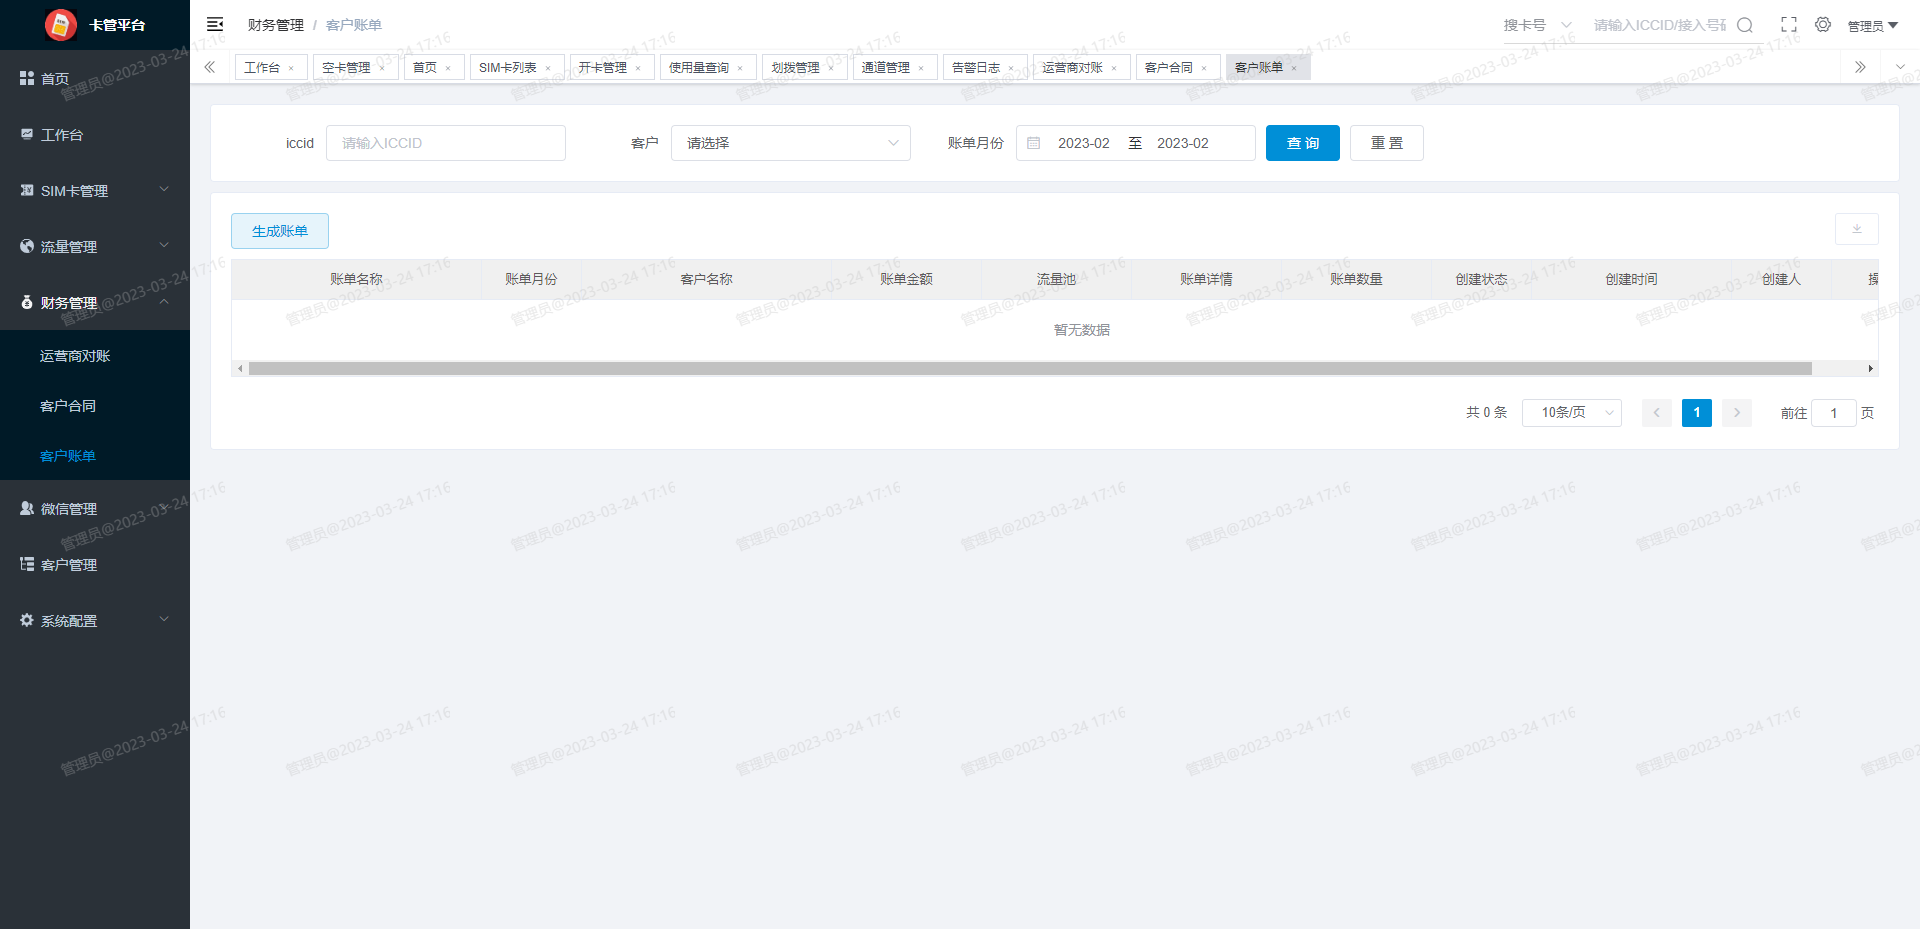 卡管平台
首页
工作台
SIM卡管理
流量管理
财务管理
运营商对账
客户合同
客户账单
微信管理
客户管理
系统配置
财务管理 / 客户账单
搜卡号 请输入ICCID/接入号码 管理员
工作台 × 空卡管理 × 首页 × SIM卡列表 × 开卡管理 × 使用量查询 × 划拨管理 × 通道管理 × 告警日志 × 运营商对账 × 客户合同 × 客户账单 ×
iccid 请输入ICCID 客户 请选择 账单月份 2023-02 至 2023-02 查 询 重 置
生成账单
账单名称 账单月份 客户名称 账单金额 流量池 账单详情 账单数量 创建状态 创建时间 创建人 操
暂无数据
共 0 条 10条/页 1 前往 1 页
管理员@2023-03-24 17:16